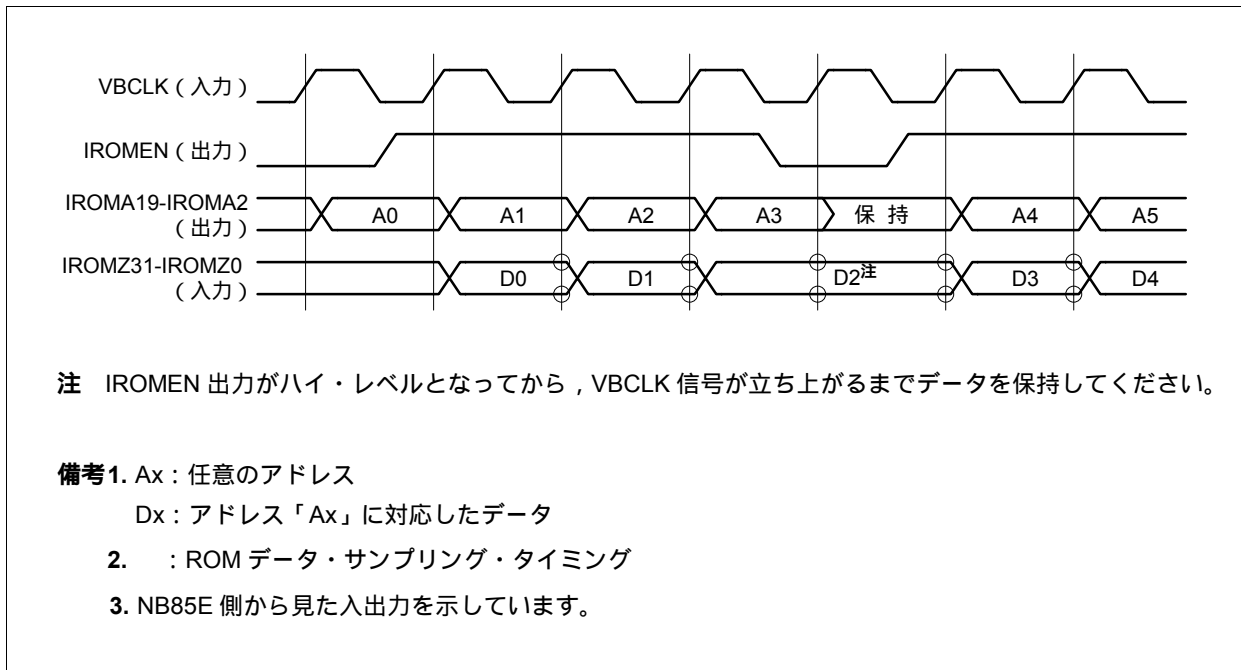 VBCLK（入力）
IROMEN（出力）
IROMA19-IROMA2
（出力）
A0 A1 A2 A3 保 持 A4 A5
IROMZ31-IROMZ0
（入力）
D0 D1 D2注 D3 D4
注 IROMEN 出力がハイ・レベルとなってから，VBCLK 信号が立ち上がるまでデータを保持してください。
備考1. Ax：任意のアドレス
Dx：アドレス「Ax」に対応したデータ
2. ：ROM データ・サンプリング・タイミング
3. NB85E 側から見た入出力を示しています。